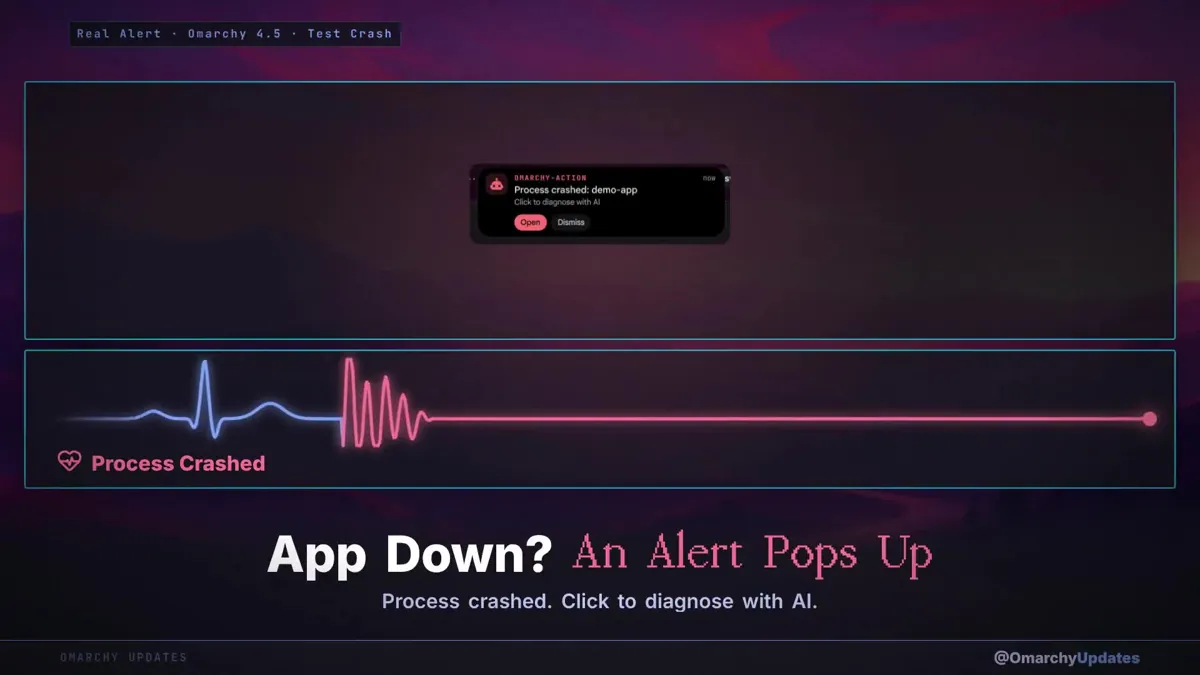 Real Alert · Omarchy 4.5 · Test Crash
OMARCHY-ACTION
now
Process crashed: demo-app
Click to diagnose with AI
Open
Dismiss
Process Crashed
App Down? An Alert Pops Up
Process crashed. Click to diagnose with AI.
OMARCHY UPDATES
@OmarchyUpdates